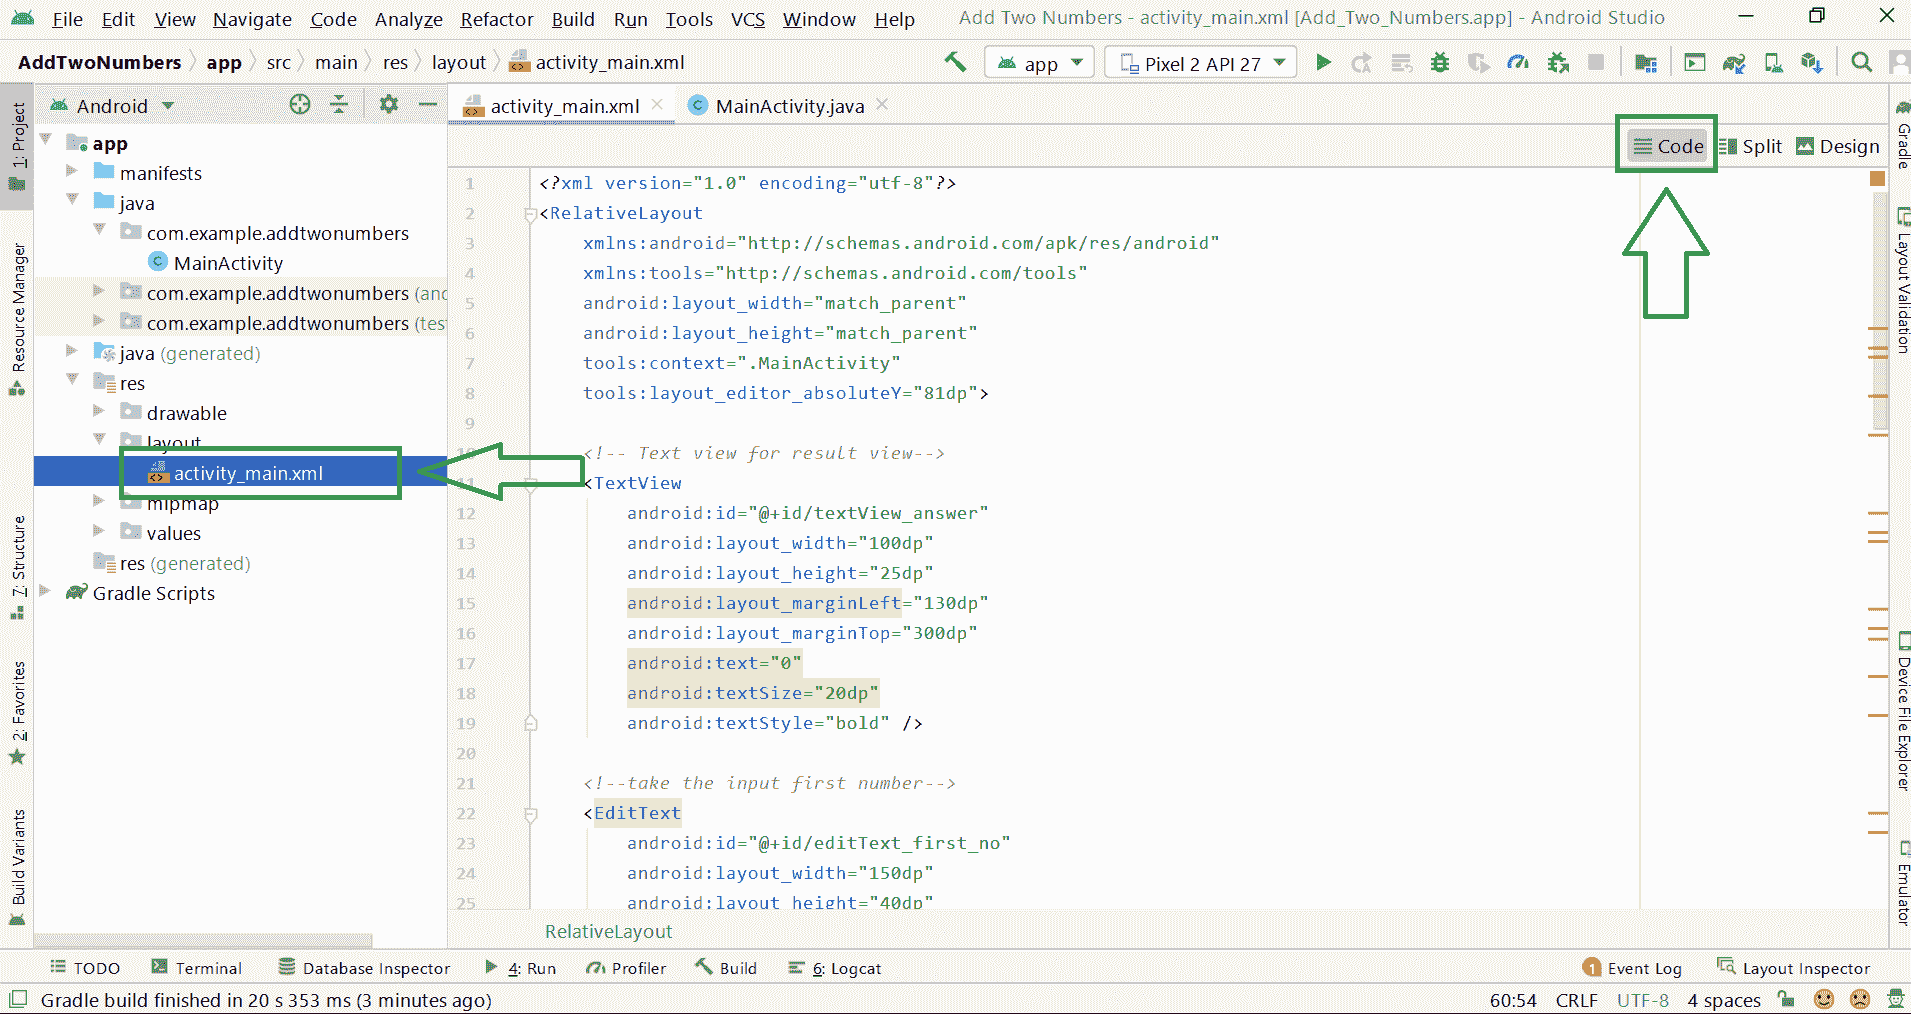 File Edit View Navigate Code Analyze Refactor Build Run Tools VCS Window Help Add Two Numbers - activity_main.xml [Add_Two_Numbers.app] - Android Studio
AddTwoNumbers app src main res layout activity_main.xml app Pixel 2 API 27
Android
activity_main.xml MainActivity.java
Code Split Design
1: Project
Resource Manager
7: Structure
2: Favorites
Build Variants
app
manifests
java
com.example.addtwonumbers
MainActivity
com.example.addtwonumbers (and
com.example.addtwonumbers (tes
java (generated)
res
drawable
layout
activity_main.xml
mipmap
values
res (generated)
Gradle Scripts
1 <?xml version="1.0" encoding="utf-8"?>
2 <RelativeLayout
3 xmlns:android="http://schemas.android.com/apk/res/android"
4 xmlns:tools="http://schemas.android.com/tools"
5 android:layout_width="match_parent"
6 android:layout_height="match_parent"
7 tools:context=".MainActivity"
8 tools:layout_editor_absoluteY="81dp">
9
10 <!-- Text view for result view-->
11 <TextView
12 android:id="@+id/textView_answer"
13 android:layout_width="100dp"
14 android:layout_height="25dp"
15 android:layout_marginLeft="130dp"
16 android:layout_marginTop="300dp"
17 android:text="0"
18 android:textSize="20dp"
19 android:textStyle="bold" />
20
21 <!--take the input first number-->
22 <EditText
23 android:id="@+id/editText_first_no"
24 android:layout_width="150dp"
25 android:layout_height="40dp"
RelativeLayout
Gradle
Layout Validation
Device File Explorer
Emulator
TODO Terminal Database Inspector 4: Run Profiler Build 6: Logcat 1 Event Log Layout Inspector
Gradle build finished in 20 s 353 ms (3 minutes ago) 60:54 CRLF UTF-8 4 spaces